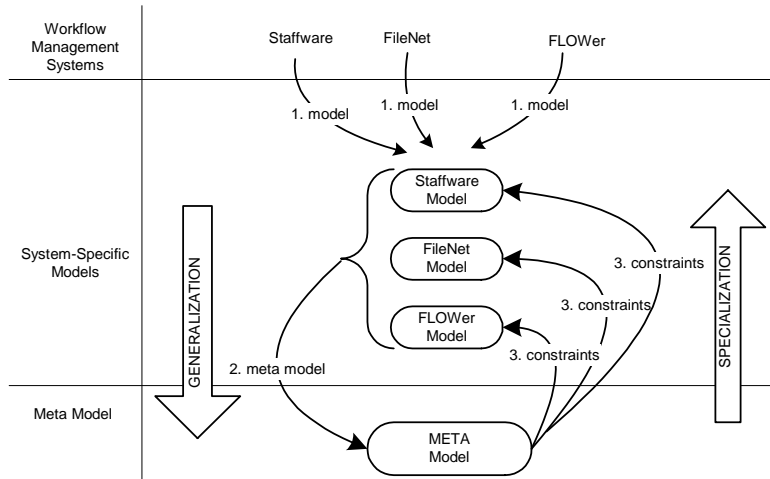 Workflow
Management
Systems
Staffware
FileNet
FLOWer
1. model
1. model
1. model
System-Specific
Models
Staffware
Model
FileNet
Model
FLOWer
Model
GENERALIZATION
SPECIALIZATION
3. constraints
3. constraints
3. constraints
2. meta model
Meta Model
META
Model